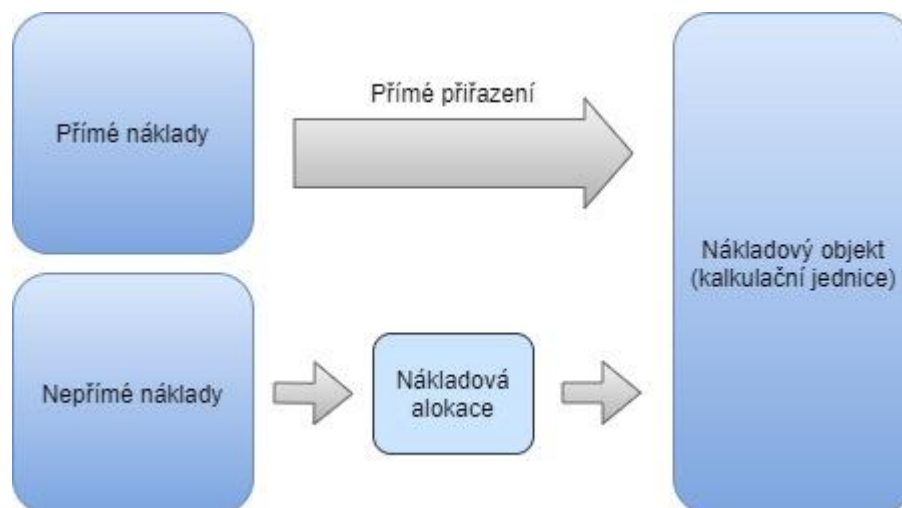 Přímé náklady
Přímé přiřazení
Nákladový objekt
(kalkulační jednice)
Nepřímé náklady
Nákladová
alokace